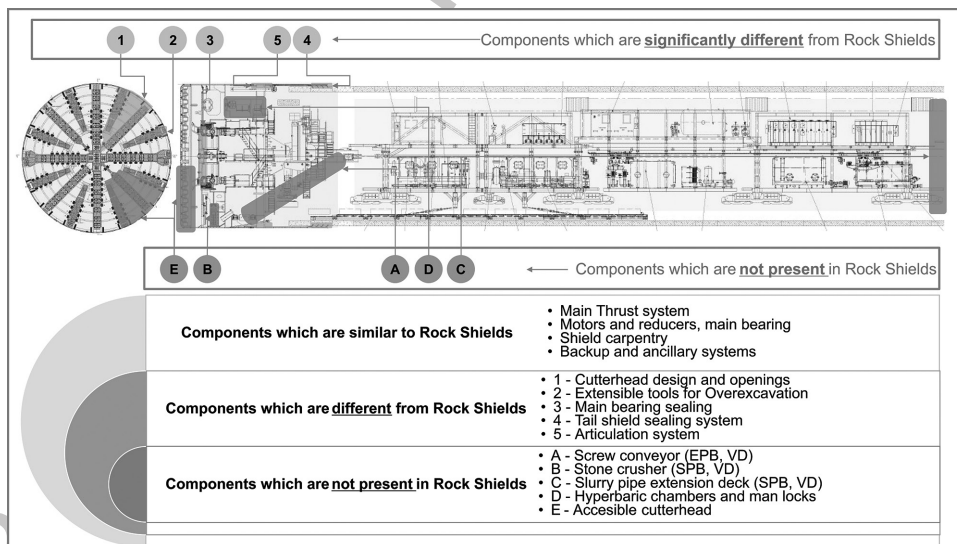 1 2 3 5 4 Components which are significantly different from Rock Shields
E B A D C Components which are not present in Rock Shields
Components which are similar to Rock Shields
• Main Thrust system
• Motors and reducers, main bearing
• Shield carpentry
• Backup and ancillary systems
Components which are different from Rock Shields
• 1 - Cutterhead design and openings
• 2 - Extensible tools for Overexcavation
• 3 - Main bearing sealing
• 4 - Tail shield sealing system
• 5 - Articulation system
Components which are not present in Rock Shields
• A - Screw conveyor (EPB, VD)
• B - Stone crusher (SPB, VD)
• C - Slurry pipe extension deck (SPB, VD)
• D - Hyperbaric chambers and man locks
• E - Accesible cutterhead